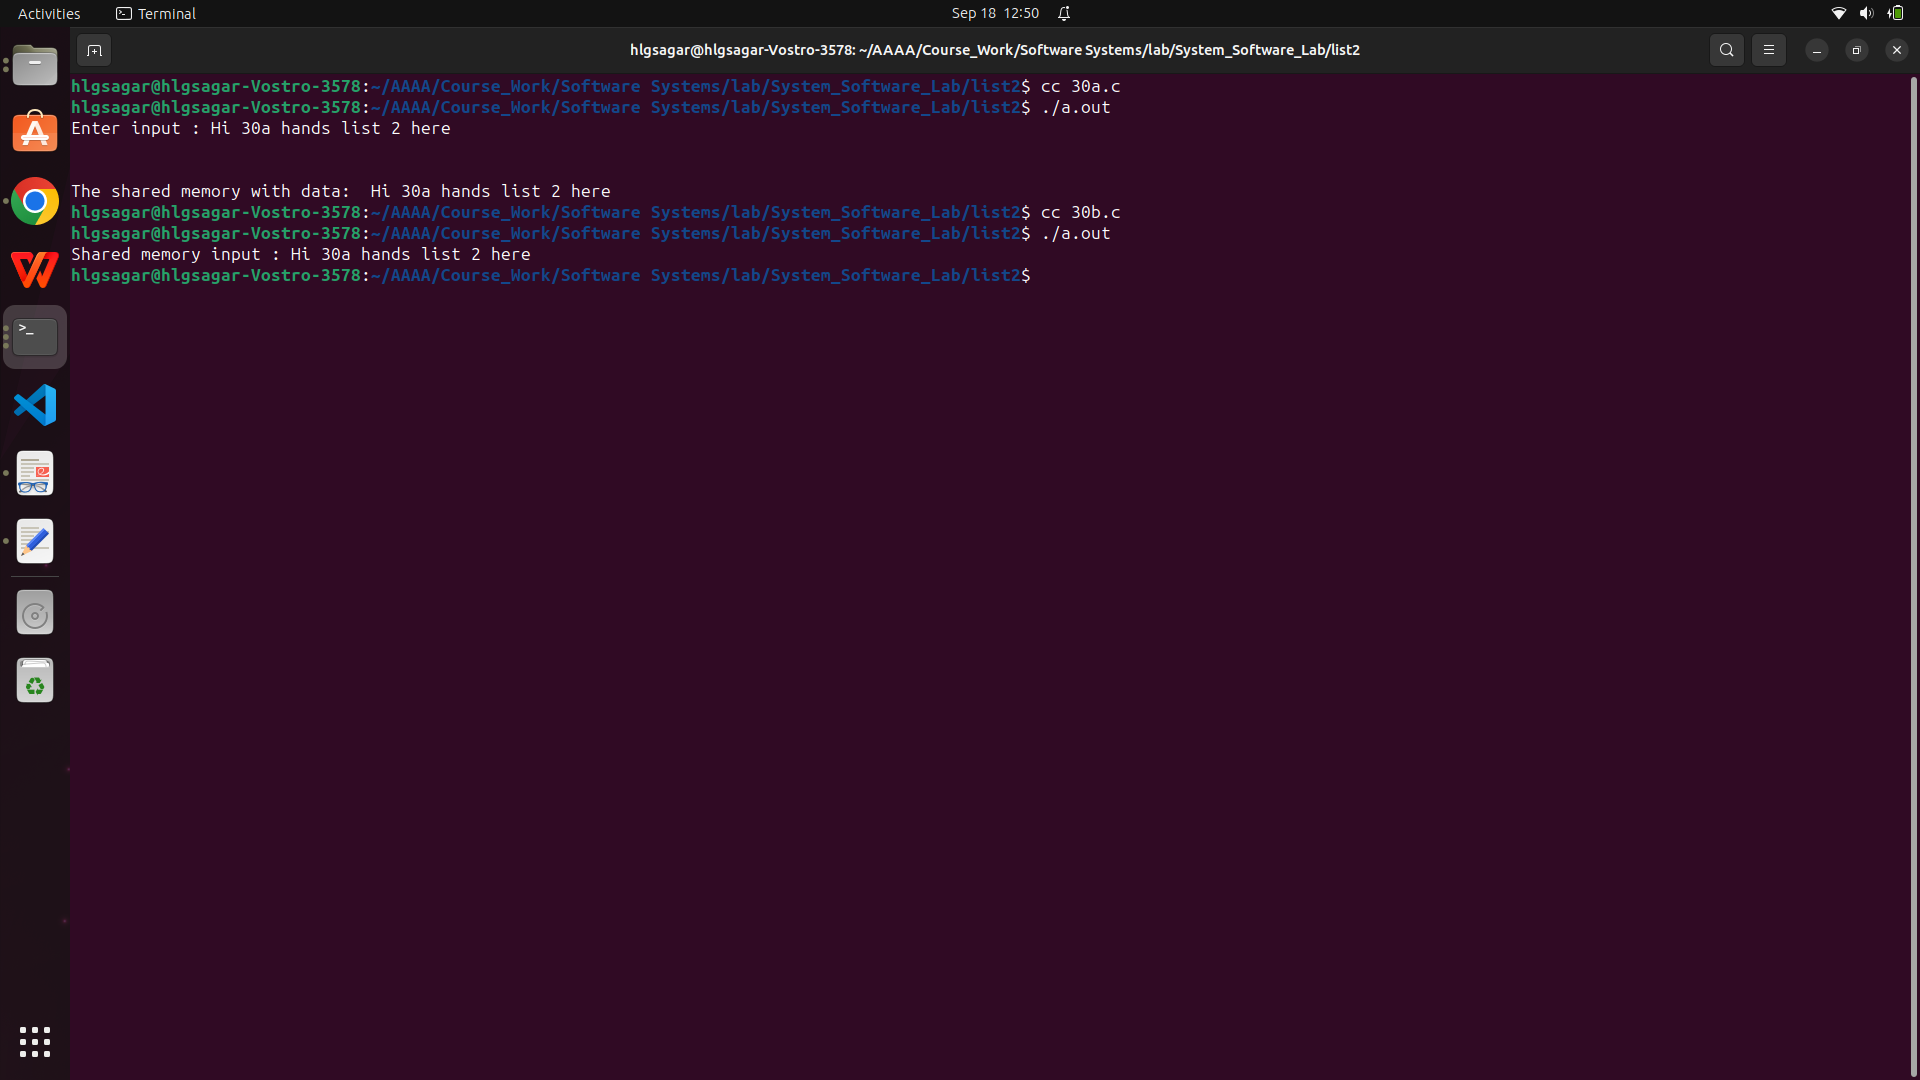 Activities
Terminal
Sep 18 12:50
hlgsagar@hlgsagar-Vostro-3578: ~/AAAA/Course_Work/Software Systems/lab/System_Software_Lab/list2
hlgsagar@hlgsagar-Vostro-3578:~/AAAA/Course_Work/Software Systems/lab/System_Software_Lab/list2$ cc 30a.c
hlgsagar@hlgsagar-Vostro-3578:~/AAAA/Course_Work/Software Systems/lab/System_Software_Lab/list2$ ./a.out
Enter input : Hi 30a hands list 2 here
The shared memory with data:  Hi 30a hands list 2 here
hlgsagar@hlgsagar-Vostro-3578:~/AAAA/Course_Work/Software Systems/lab/System_Software_Lab/list2$ cc 30b.c
hlgsagar@hlgsagar-Vostro-3578:~/AAAA/Course_Work/Software Systems/lab/System_Software_Lab/list2$ ./a.out
Shared memory input : Hi 30a hands list 2 here
hlgsagar@hlgsagar-Vostro-3578:~/AAAA/Course_Work/Software Systems/lab/System_Software_Lab/list2$